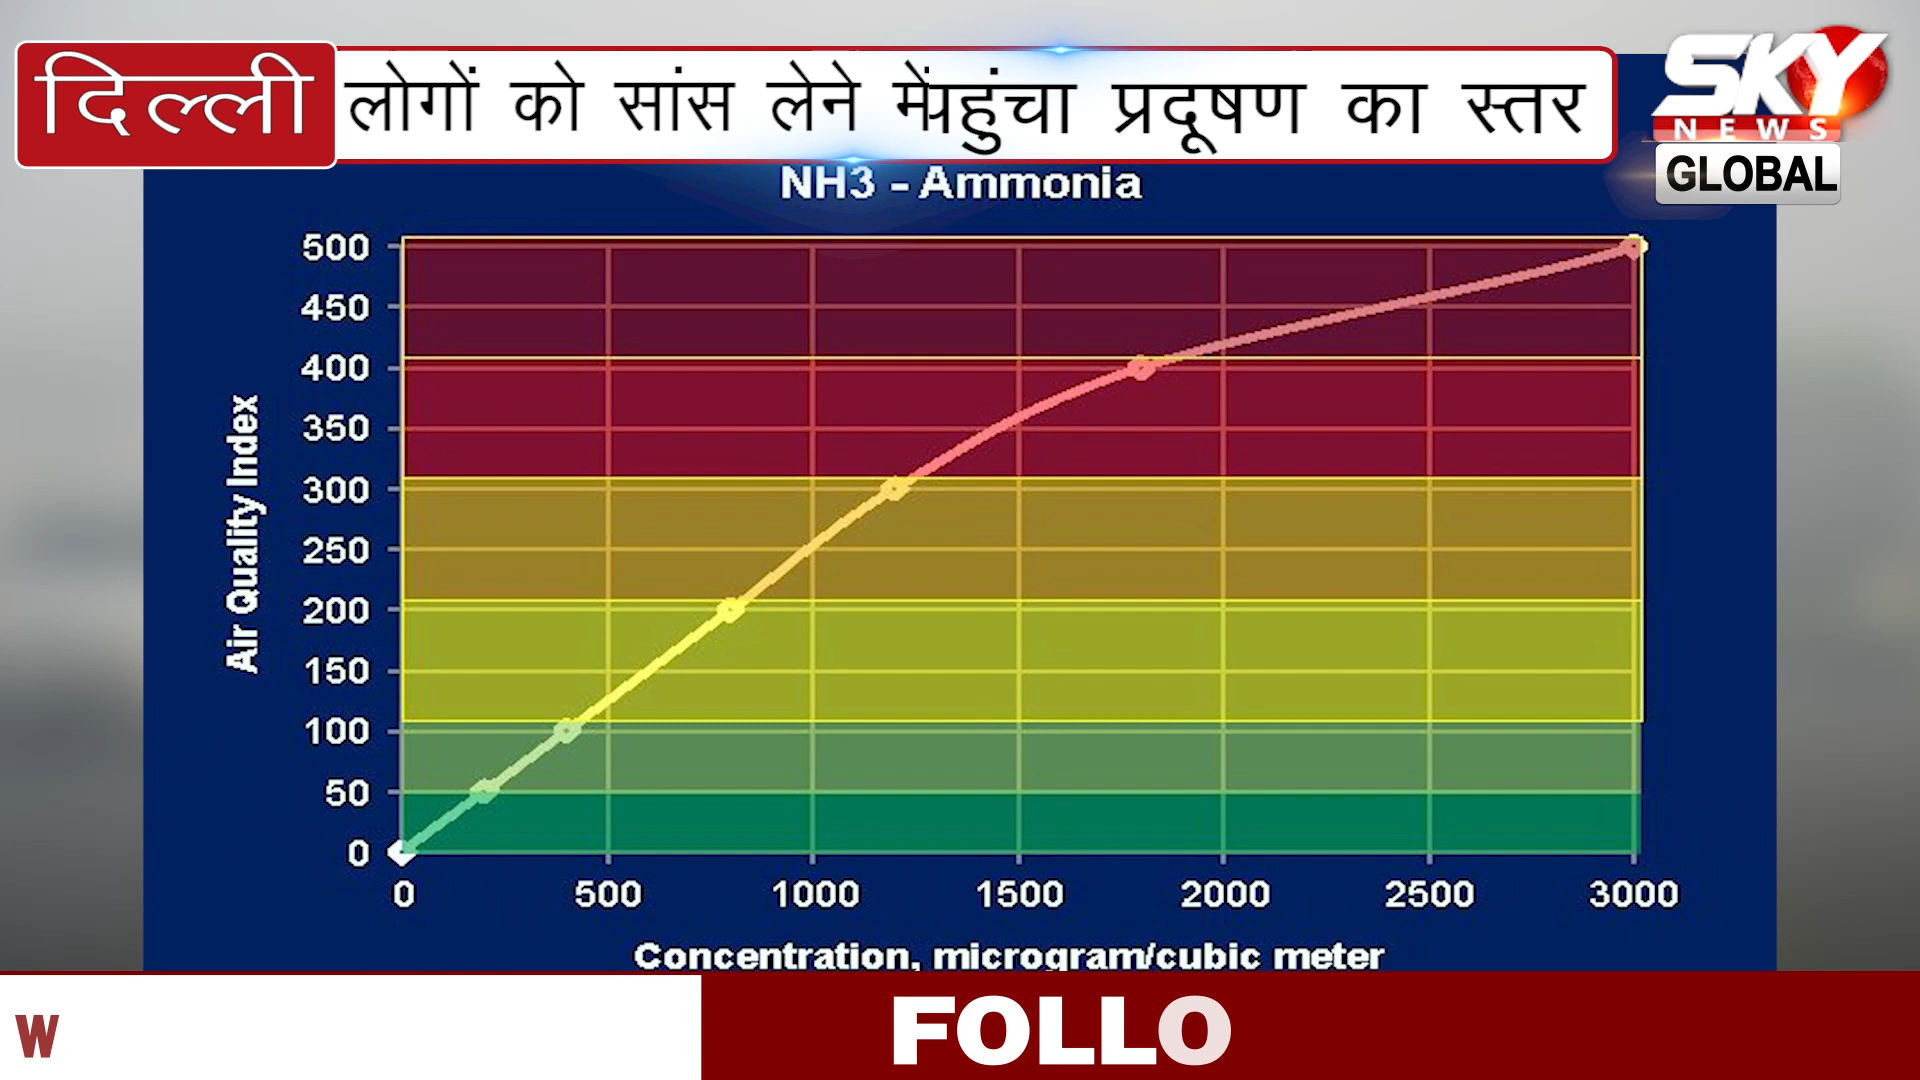 दिल्ली
लोगों को सांस लेने में पहुंचा प्रदूषण का स्तर
SKY
NEWS
GLOBAL
NH3 - Ammonia
500
450
400
350
300
250
200
150
100
50
0
Air Quality Index
0 500 1000 1500 2000 2500 3000
Concentration, microgram/cubic meter
W
FOLLO